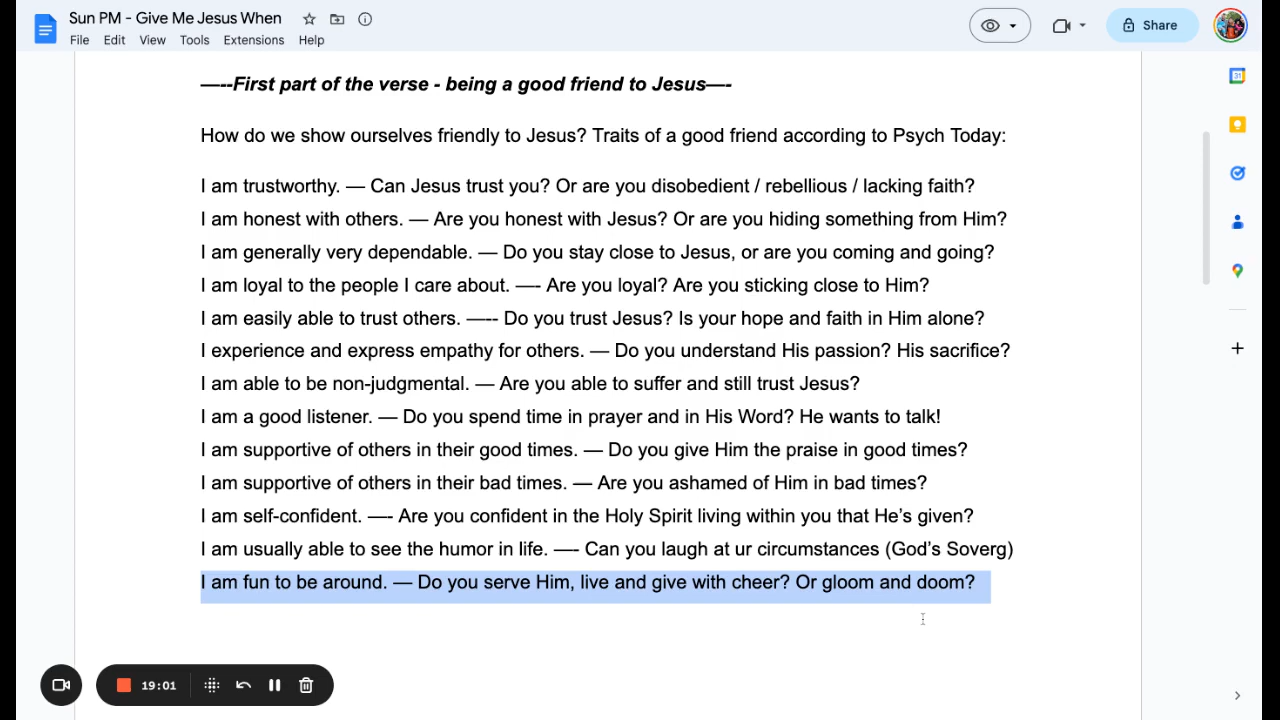 Sun PM - Give Me Jesus When
File Edit View Tools Extensions Help
Share
—--First part of the verse - being a good friend to Jesus—-
How do we show ourselves friendly to Jesus? Traits of a good friend according to Psych Today:
I am trustworthy. — Can Jesus trust you? Or are you disobedient / rebellious / lacking faith?
I am honest with others. — Are you honest with Jesus? Or are you hiding something from Him?
I am generally very dependable. — Do you stay close to Jesus, or are you coming and going?
I am loyal to the people I care about. —- Are you loyal? Are you sticking close to Him?
I am easily able to trust others. —-- Do you trust Jesus? Is your hope and faith in Him alone?
I experience and express empathy for others. — Do you understand His passion? His sacrifice?
I am able to be non-judgmental. — Are you able to suffer and still trust Jesus?
I am a good listener. — Do you spend time in prayer and in His Word? He wants to talk!
I am supportive of others in their good times. — Do you give Him the praise in good times?
I am supportive of others in their bad times. — Are you ashamed of Him in bad times?
I am self-confident. —- Are you confident in the Holy Spirit living within you that He's given?
I am usually able to see the humor in life. —- Can you laugh at ur circumstances (God's Soverg)
I am fun to be around. — Do you serve Him, live and give with cheer? Or gloom and doom?
19:01
31